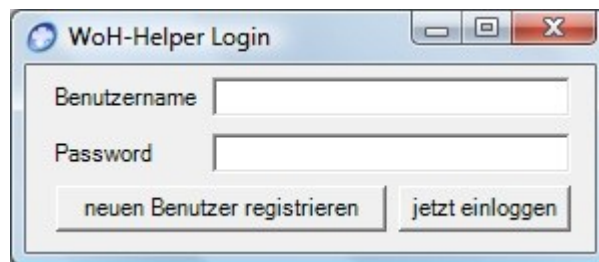 WoH-Helper Login
Benutzername
Password
neuen Benutzer registrieren jetzt einloggen